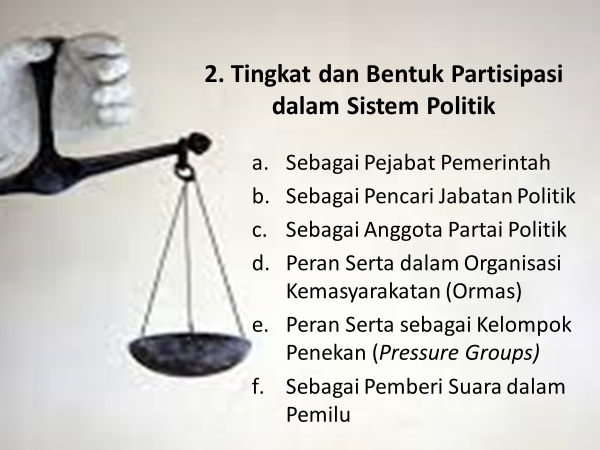 2. Tingkat dan Bentuk Partisipasi
dalam Sistem Politik
a. Sebagai Pejabat Pemerintah
b. Sebagai Pencari Jabatan Politik
c. Sebagai Anggota Partai Politik
d. Peran Serta dalam Organisasi
Kemasyarakatan (Ormas)
e. Peran Serta sebagai Kelompok
Penekan (Pressure Groups)
f. Sebagai Pemberi Suara dalam
Pemilu